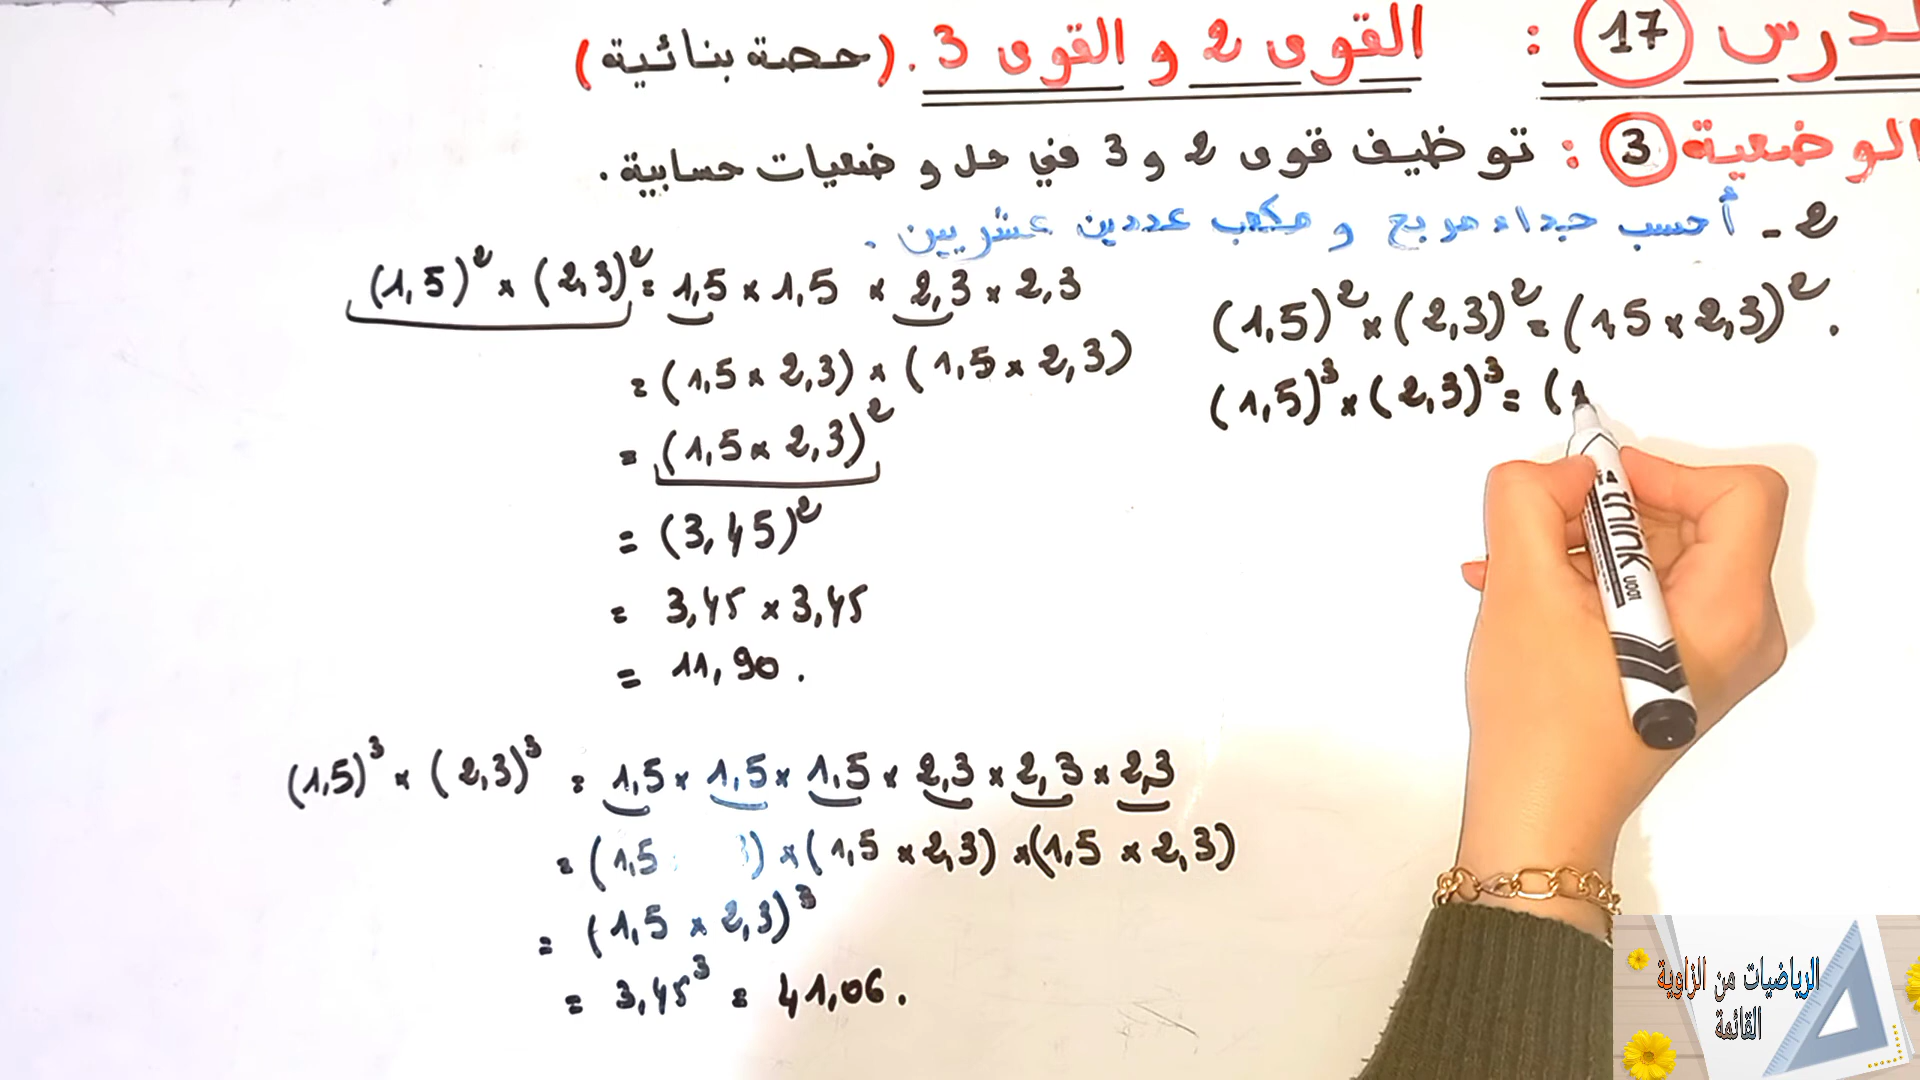 لدرس 17 : القوى 2 و القوى 3 . (حصة بنائية)
الوضعية 3 : توظيف قوى 2 و 3 في حل و ضعيات حسابية .
2 - أحسب جداء مربع و مكعب عددين عشريين .
(1,5)² × (2,3)² = 1,5 × 1,5 × 2,3 × 2,3
= (1,5 × 2,3) × (1,5 × 2,3)
= (1,5 × 2,3)²
= (3,45)²
= 3,45 × 3,45
= 11,90 .
(1,5)³ × (2,3)³ = 1,5 × 1,5 × 1,5 × 2,3 × 2,3 × 2,3
= (1,5 3) × (1,5 × 2,3) × (1,5 × 2,3)
= (1,5 × 2,3)³
= 3,45³ = 41,06 .
(1,5)² × (2,3)² = (1,5 × 2,3)² .
(1,5)³ × (2,3)³ = (1
think
الرياضيات من الزاوية
القائمة